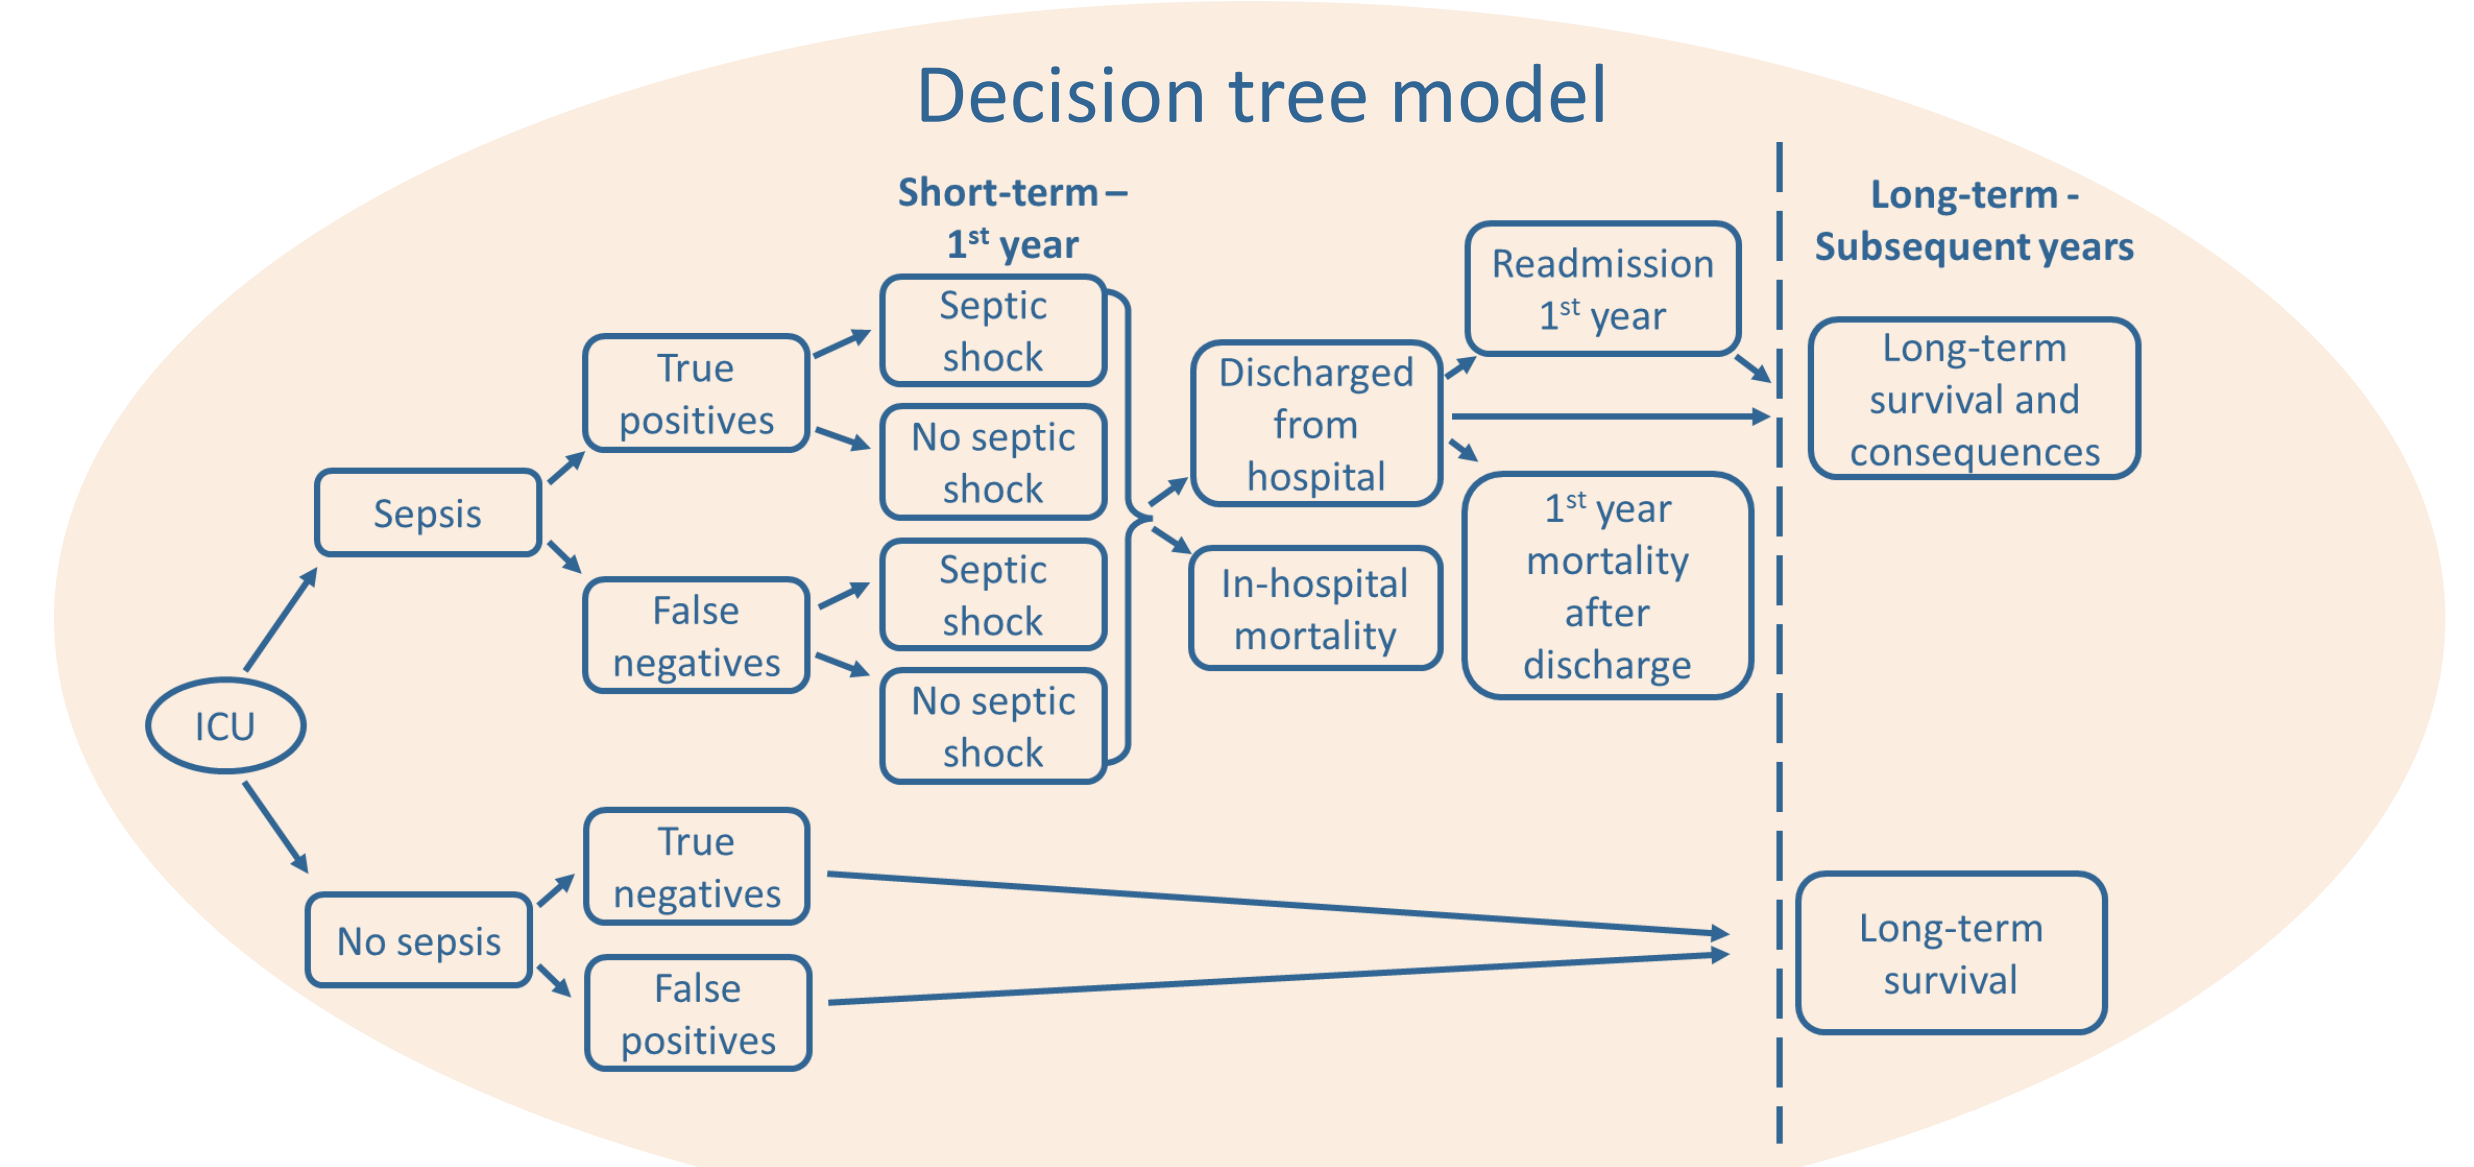 Decision tree model
Short-term –
1st year
Long-term -
Subsequent years
ICU
Sepsis
No sepsis
True
positives
False
negatives
True
negatives
False
positives
Septic
shock
No septic
shock
Septic
shock
No septic
shock
Discharged
from
hospital
In-hospital
mortality
Readmission
1st year
1st year
mortality
after
discharge
Long-term
survival and
consequences
Long-term
survival